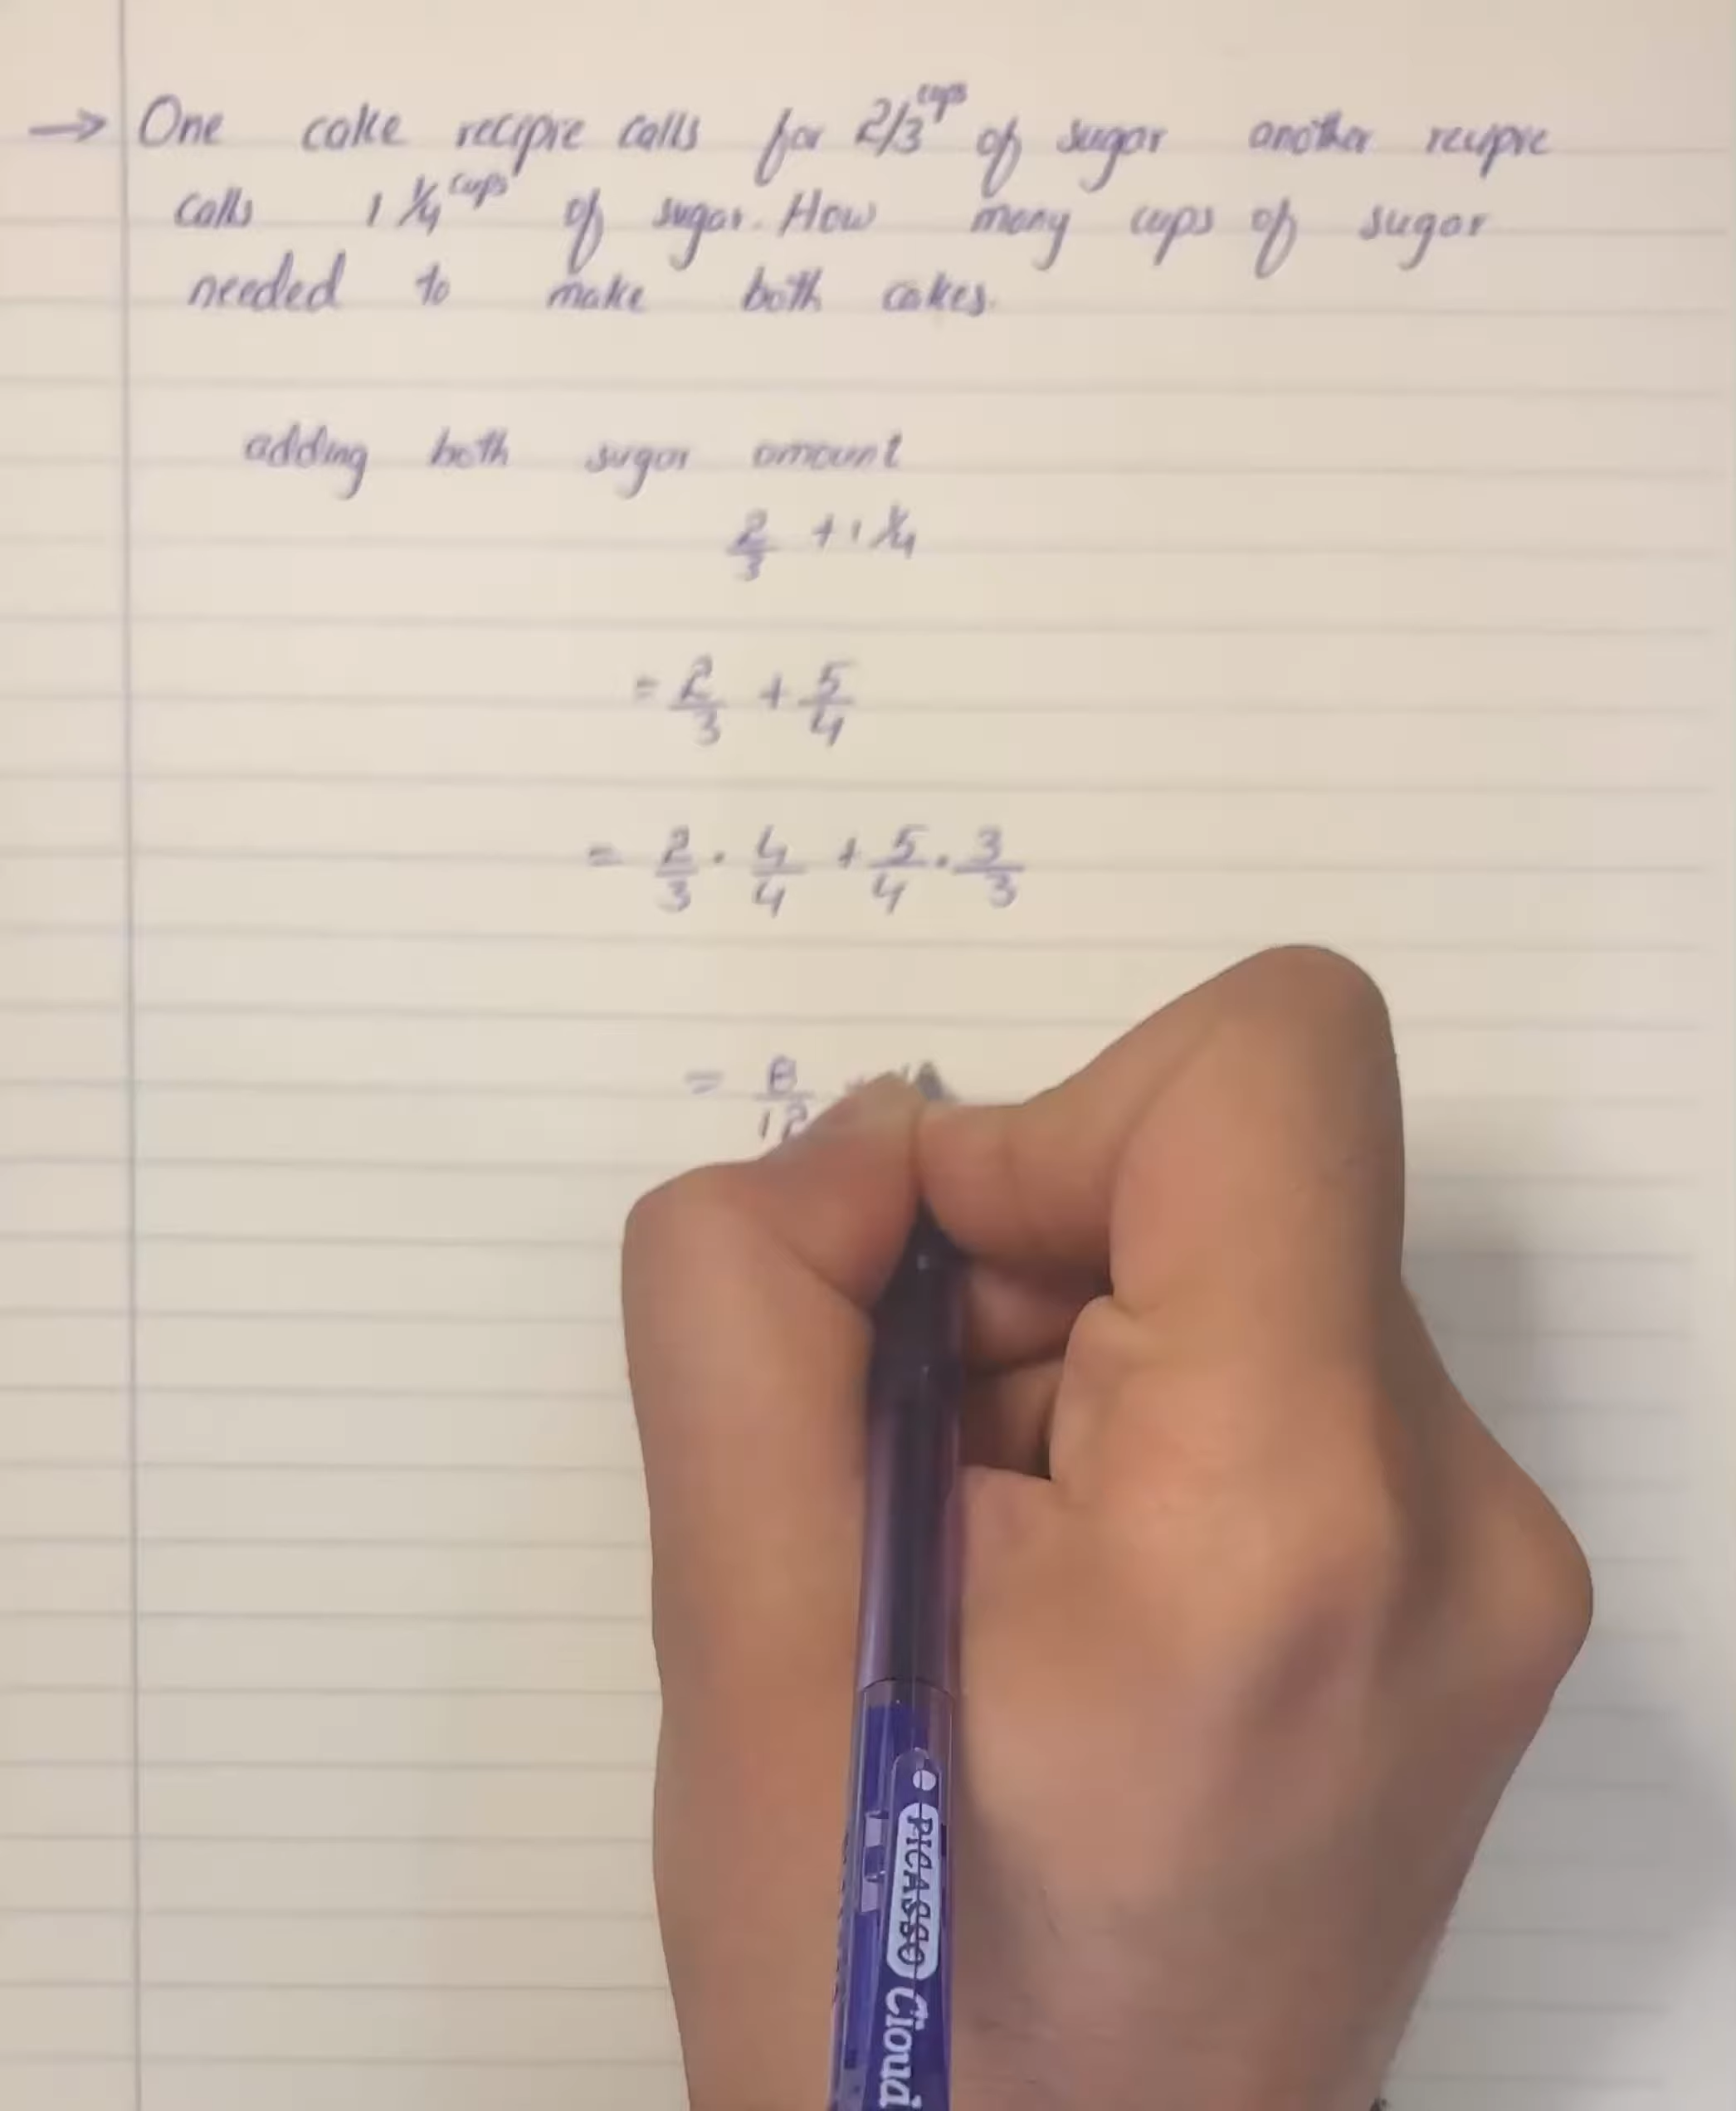 → One cake recipie calls for 2/3 cups of sugar another recipie
calls 1 1/4 cups of sugar. How many cups of sugar
needed to make both cakes.
adding both sugar amount
2/3 + 1 1/4
= 2/3 + 5/4
= 2/3 · 4/4 + 5/4 · 3/3
= 8/12 +
PICASSO Cloud